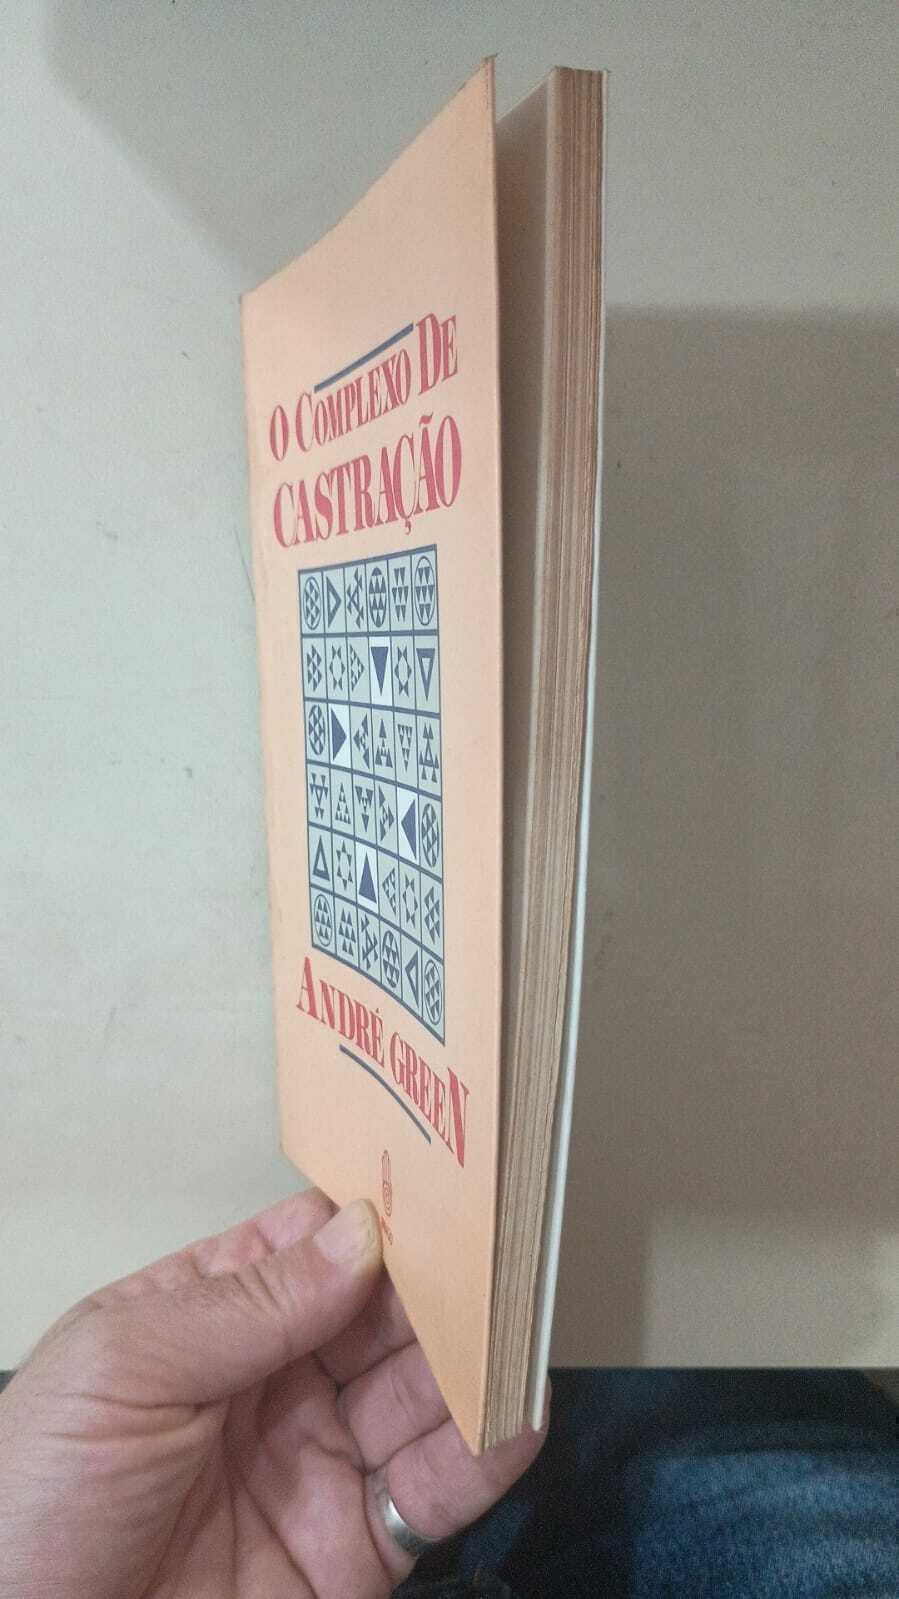 O COMPLEXO DE
CASTRAÇÃO
ANDRÉ GREEN